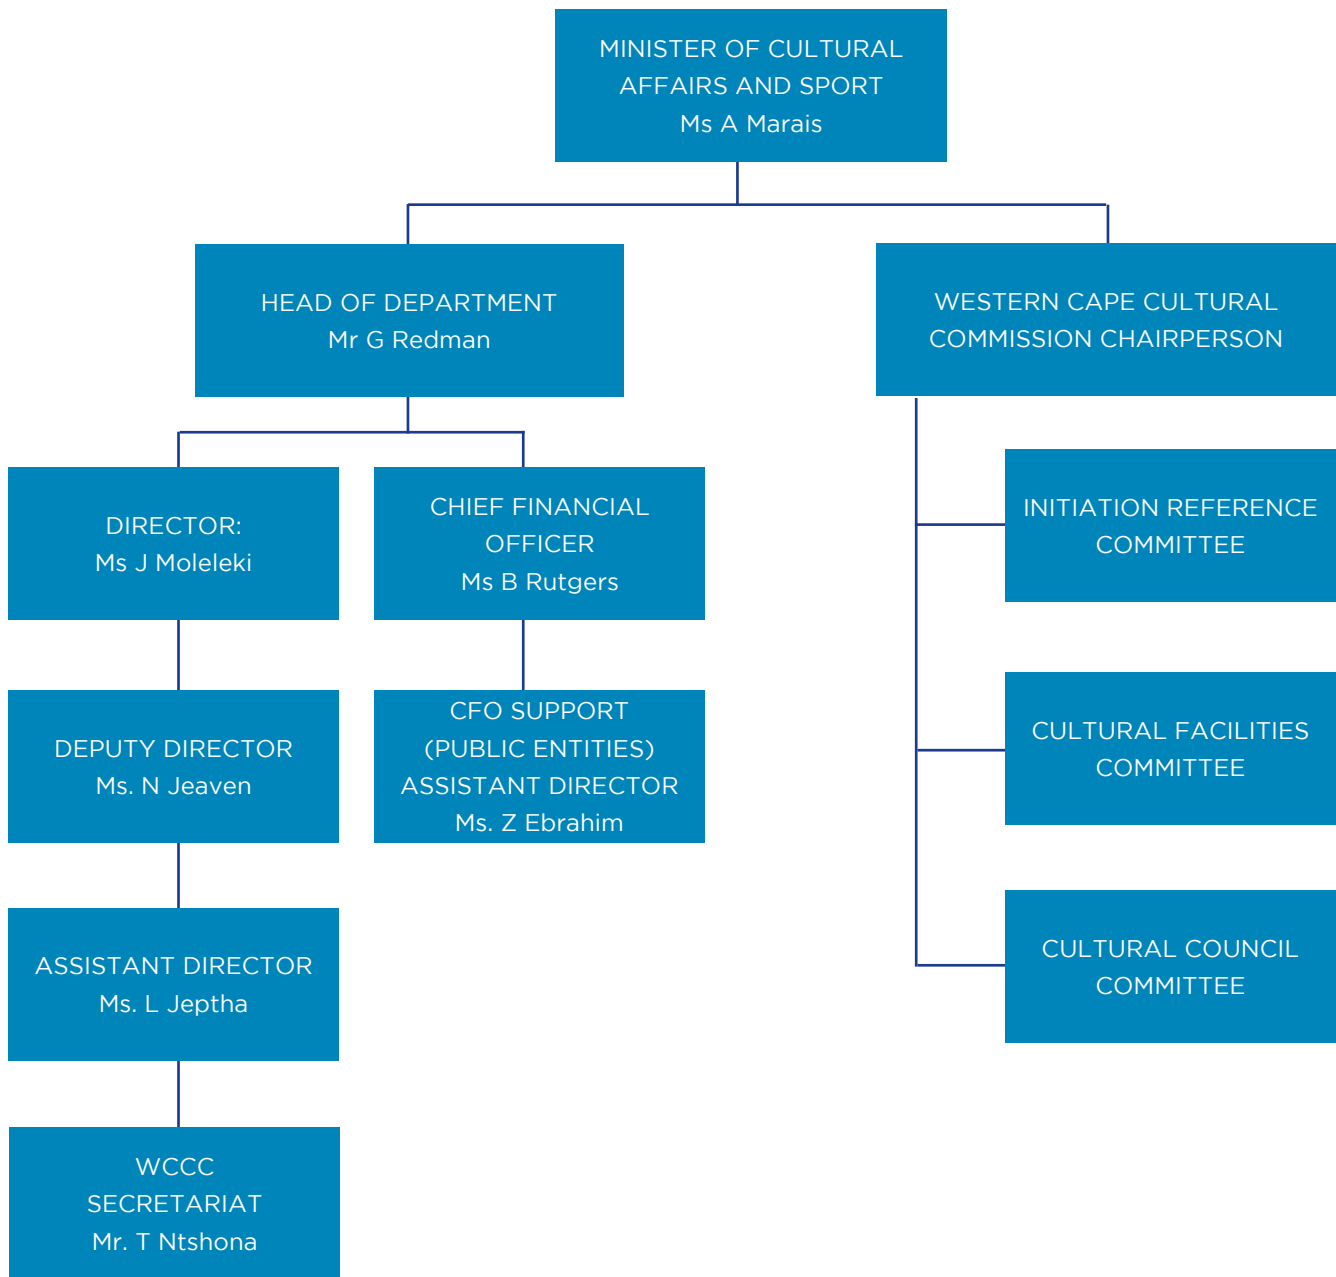 MINISTER OF CULTURAL
AFFAIRS AND SPORT
Ms A Marais
HEAD OF DEPARTMENT
Mr G Redman
WESTERN CAPE CULTURAL
COMMISSION CHAIRPERSON
DIRECTOR:
Ms J Moleleki
CHIEF FINANCIAL
OFFICER
Ms B Rutgers
INITIATION REFERENCE
COMMITTEE
DEPUTY DIRECTOR
Ms. N Jeaven
CFO SUPPORT
(PUBLIC ENTITIES)
ASSISTANT DIRECTOR
Ms. Z Ebrahim
CULTURAL FACILITIES
COMMITTEE
ASSISTANT DIRECTOR
Ms. L Jeptha
CULTURAL COUNCIL
COMMITTEE
WCCC
SECRETARIAT
Mr. T Ntshona